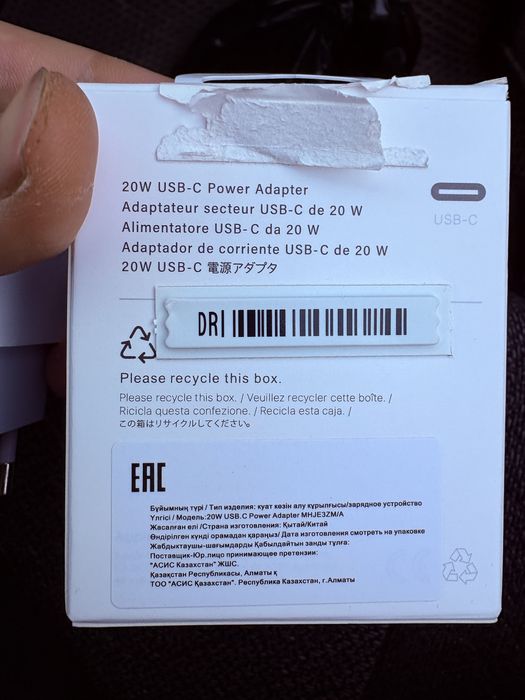 20W USB-C Power Adapter
Adaptateur secteur USB-C de 20 W
Alimentatore USB-C da 20 W
Adaptador de corriente USB-C de 20 W
20W USB-C 電源アダプタ
USB-C
DRI
Please recycle this box.
Please recycle this box. / Veuillez recycler cette boîte. /
Ricicla questa confezione. / Recicla esta caja. /
この箱はリサイクルしてください。
EAC
Бұйымның түрі / Тип изделия: қуат көзін алу құрылғысы/зарядное устройство
Үлгісі / Модель:20W USB.C Power Adapter MHJE3ZM/A
Жасалған елі /Страна изготовления: Қытай/Китай
Өндірілген күнді орамадан қараңыз/ Дата изготовления смотреть на упаковке
Жабдықтаушы-шағымдарды Қабылдайтын заңды тұлға:
Поставщик-Юр.лицо принимающее претензии:
"АСИС Казахстан" ЖШС.
Қазақстан Республикасы, Алматы қ
ТОО "АСИС Казахстан". Республика Казахстан, г.Алматы